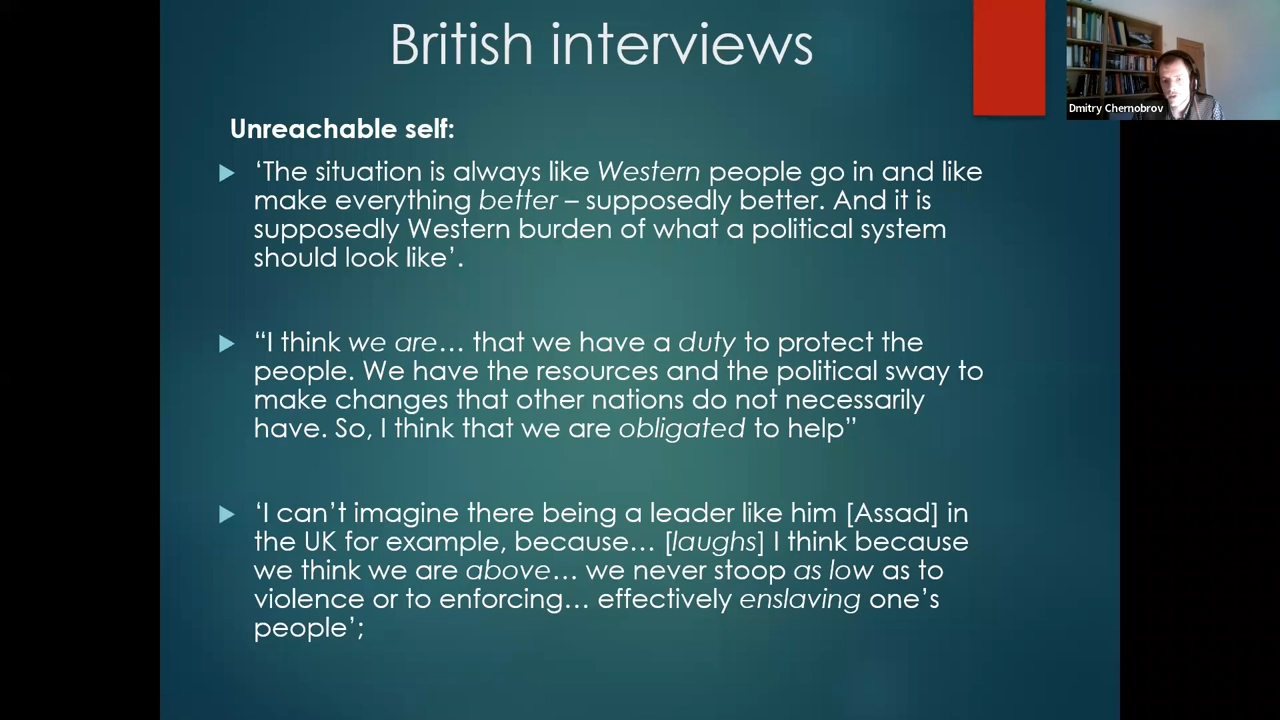 British interviews
Dmitry Chernobrov
Unreachable self:
‘The situation is always like Western people go in and like
make everything better – supposedly better. And it is
supposedly Western burden of what a political system
should look like’.
“I think we are… that we have a duty to protect the
people. We have the resources and the political sway to
make changes that other nations do not necessarily
have. So, I think that we are obligated to help”
‘I can’t imagine there being a leader like him [Assad] in
the UK for example, because… [laughs] I think because
we think we are above… we never stoop as low as to
violence or to enforcing… effectively enslaving one’s
people’;